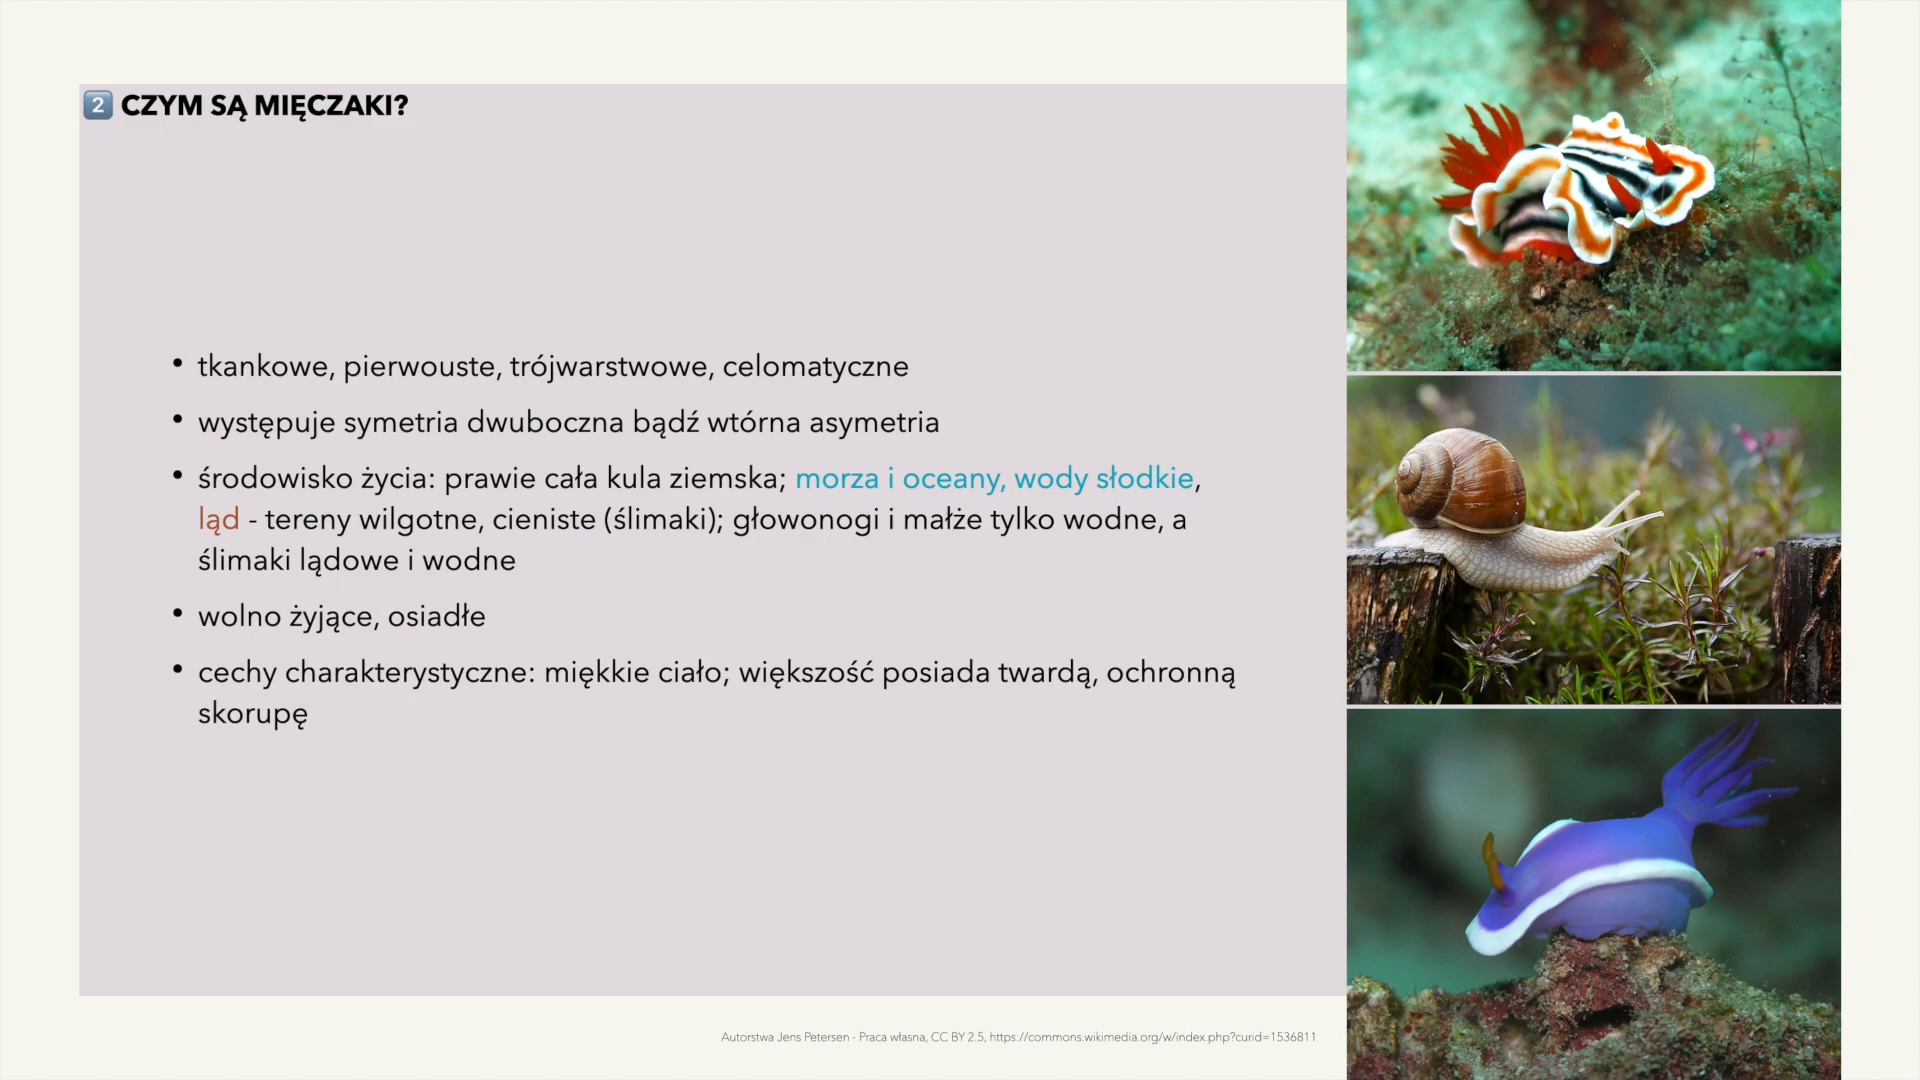 2 CZYM SĄ MIĘCZAKI?
• tkankowe, pierwouste, trójwarstwowe, celomatyczne
• występuje symetria dwuboczna bądź wtórna asymetria
• środowisko życia: prawie cała kula ziemska; morza i oceany, wody słodkie,
ląd - tereny wilgotne, cieniste (ślimaki); głowonogi i małże tylko wodne, a
ślimaki lądowe i wodne
• wolno żyjące, osiadłe
• cechy charakterystyczne: miękkie ciało; większość posiada twardą, ochronną
skorupę
Autorstwa Jens Petersen - Praca własna, CC BY 2.5, https://commons.wikimedia.org/w/index.php?curid=1536811